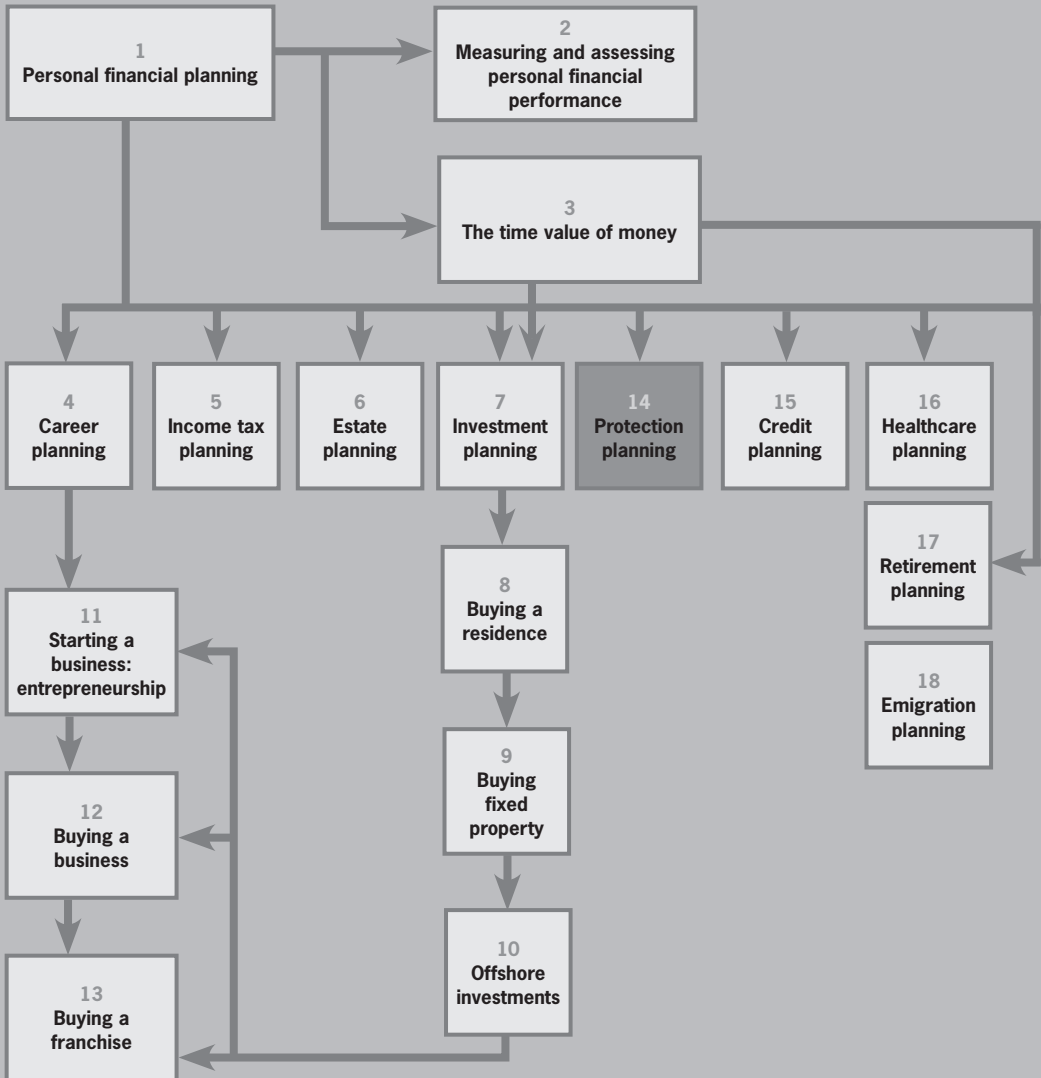 1
Personal financial planning
2
Measuring and assessing
personal financial
performance
3
The time value of money
4
Career
planning
5
Income tax
planning
6
Estate
planning
7
Investment
planning
14
Protection
planning
15
Credit
planning
16
Healthcare
planning
17
Retirement
planning
18
Emigration
planning
8
Buying a
residence
9
Buying
fixed
property
10
Offshore
investments
11
Starting a
business:
entrepreneurship
12
Buying a
business
13
Buying a
franchise